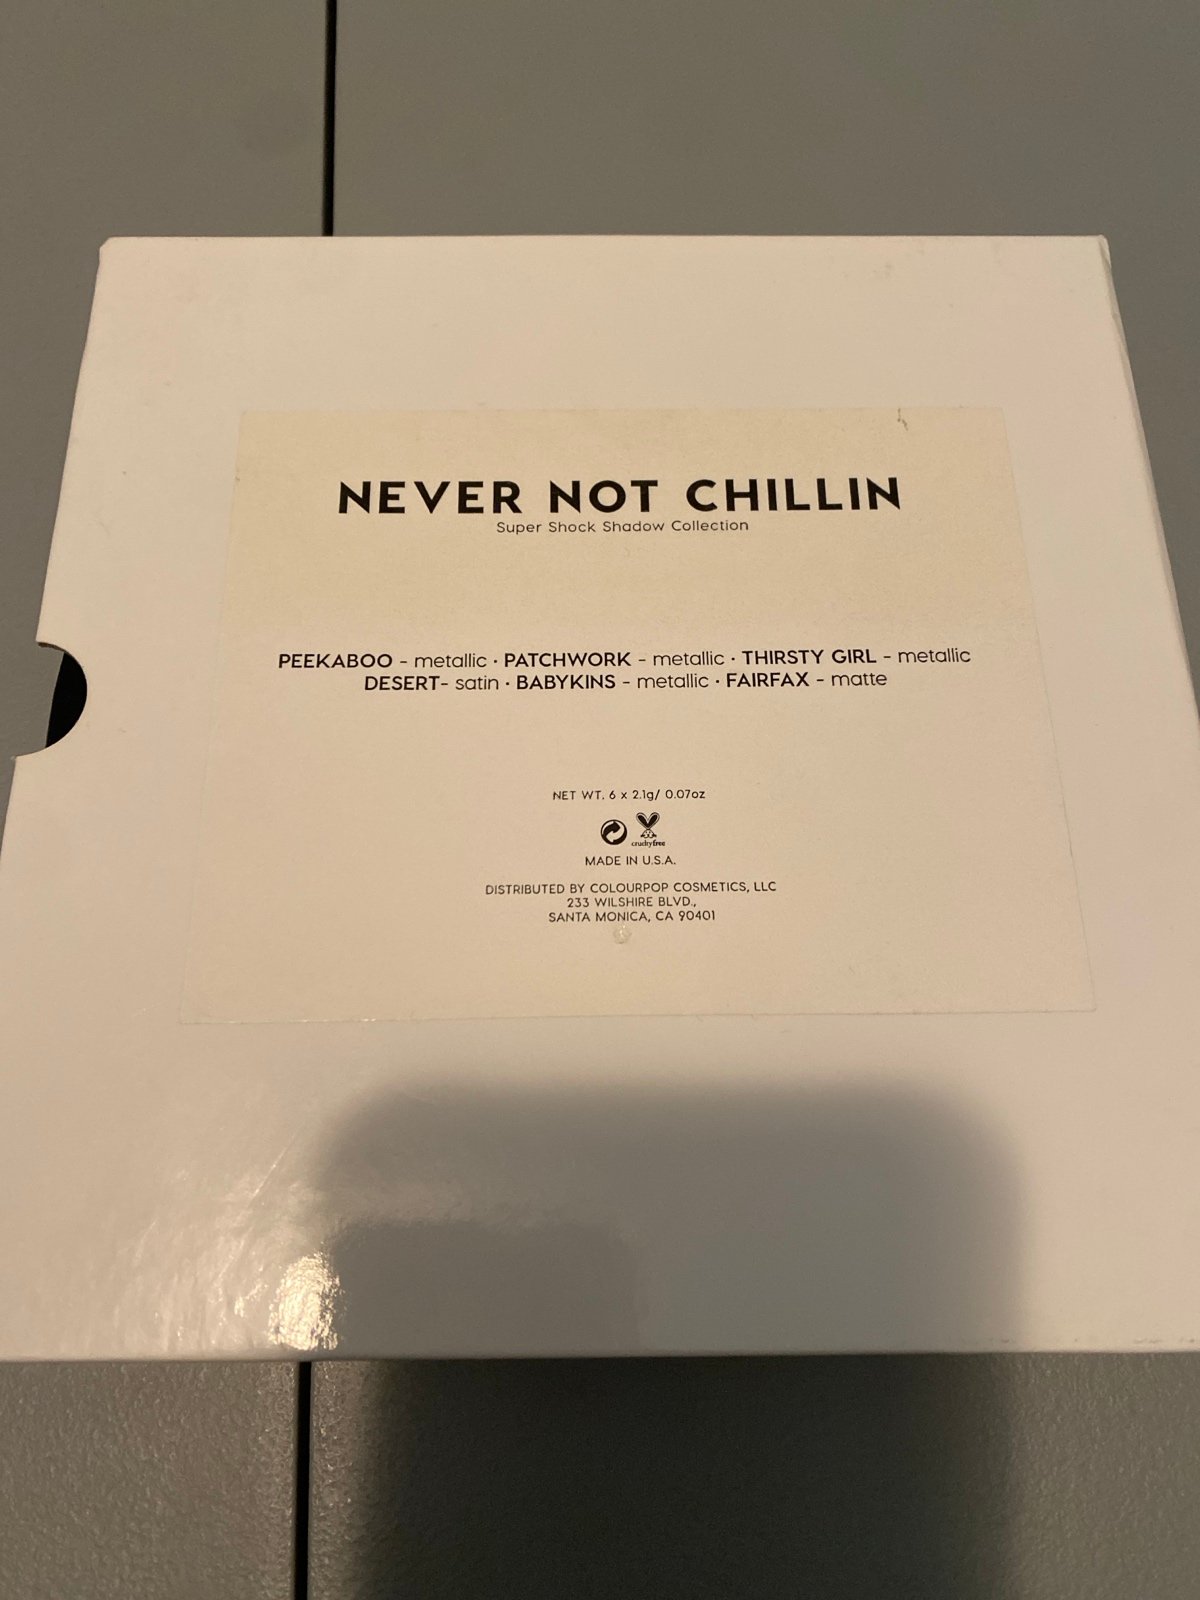 NEVER NOT CHILLIN
Super Shock Shadow Collection
PEEKABOO - metallic · PATCHWORK - metallic · THIRSTY GIRL - metallic
DESERT- satin · BABYKINS - metallic · FAIRFAX - matte
NET WT. 6 x 2.1g/ 0.07oz
crueltyfree
MADE IN U.S.A.
DISTRIBUTED BY COLOURPOP COSMETICS, LLC
233 WILSHIRE BLVD.,
SANTA MONICA, CA 90401